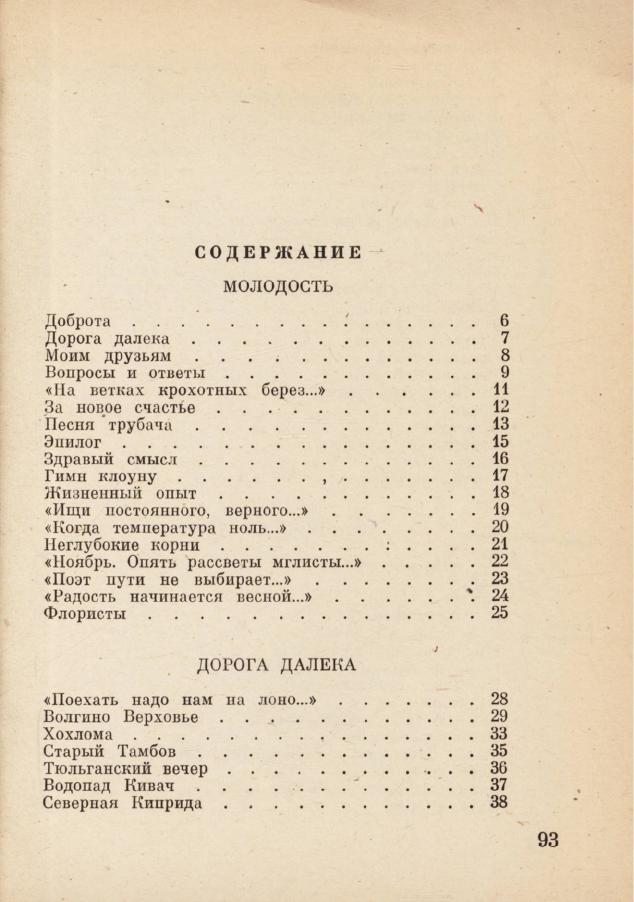 СОДЕРЖАНИЕ
МОЛОДОСТЬ
Доброта . . . . . . . . . . . . . . . . 6
Дорога далека . . . . . . . . . . . . . 7
Моим друзьям . . . . . . . . . . . . . 8
Вопросы и ответы . . . . . . . . . . . 9
«На ветках крохотных берез...» . . . . . . 11
За новое счастье . . . . . . . . . . . . 12
Песня трубача . . . . . . . . . . . . . 13
Эпилог . . . . . . . . . . . . . . . . 15
Здравый смысл . . . . . . . . . . . . . 16
Гимн клоуну . . . . . . . . . . . . . . 17
Жизненный опыт . . . . . . . . . . . . 18
«Ищи постоянного, верного...» . . . . . . . 19
«Когда температура ноль...» . . . . . . . . 20
Неглубокие корни . . . . . . . . . . . . 21
«Ноябрь. Опять рассветы мглисты...» . . . . . 22
«Поэт пути не выбирает...» . . . . . . . . 23
«Радость начинается весной...» . . . . . . . 24
Флористы . . . . . . . . . . . . . . . 25
ДОРОГА ДАЛЕКА
«Поехать надо нам на лоно...» . . . . . . . 28
Волгино Верховье . . . . . . . . . . . . 29
Хохлома . . . . . . . . . . . . . . . 33
Старый Тамбов . . . . . . . . . . . . . 35
Тюльганский вечер . . . . . . . . . . . 36
Водопад Кивач . . . . . . . . . . . . . 37
Северная Киприда . . . . . . . . . . . . 38
93